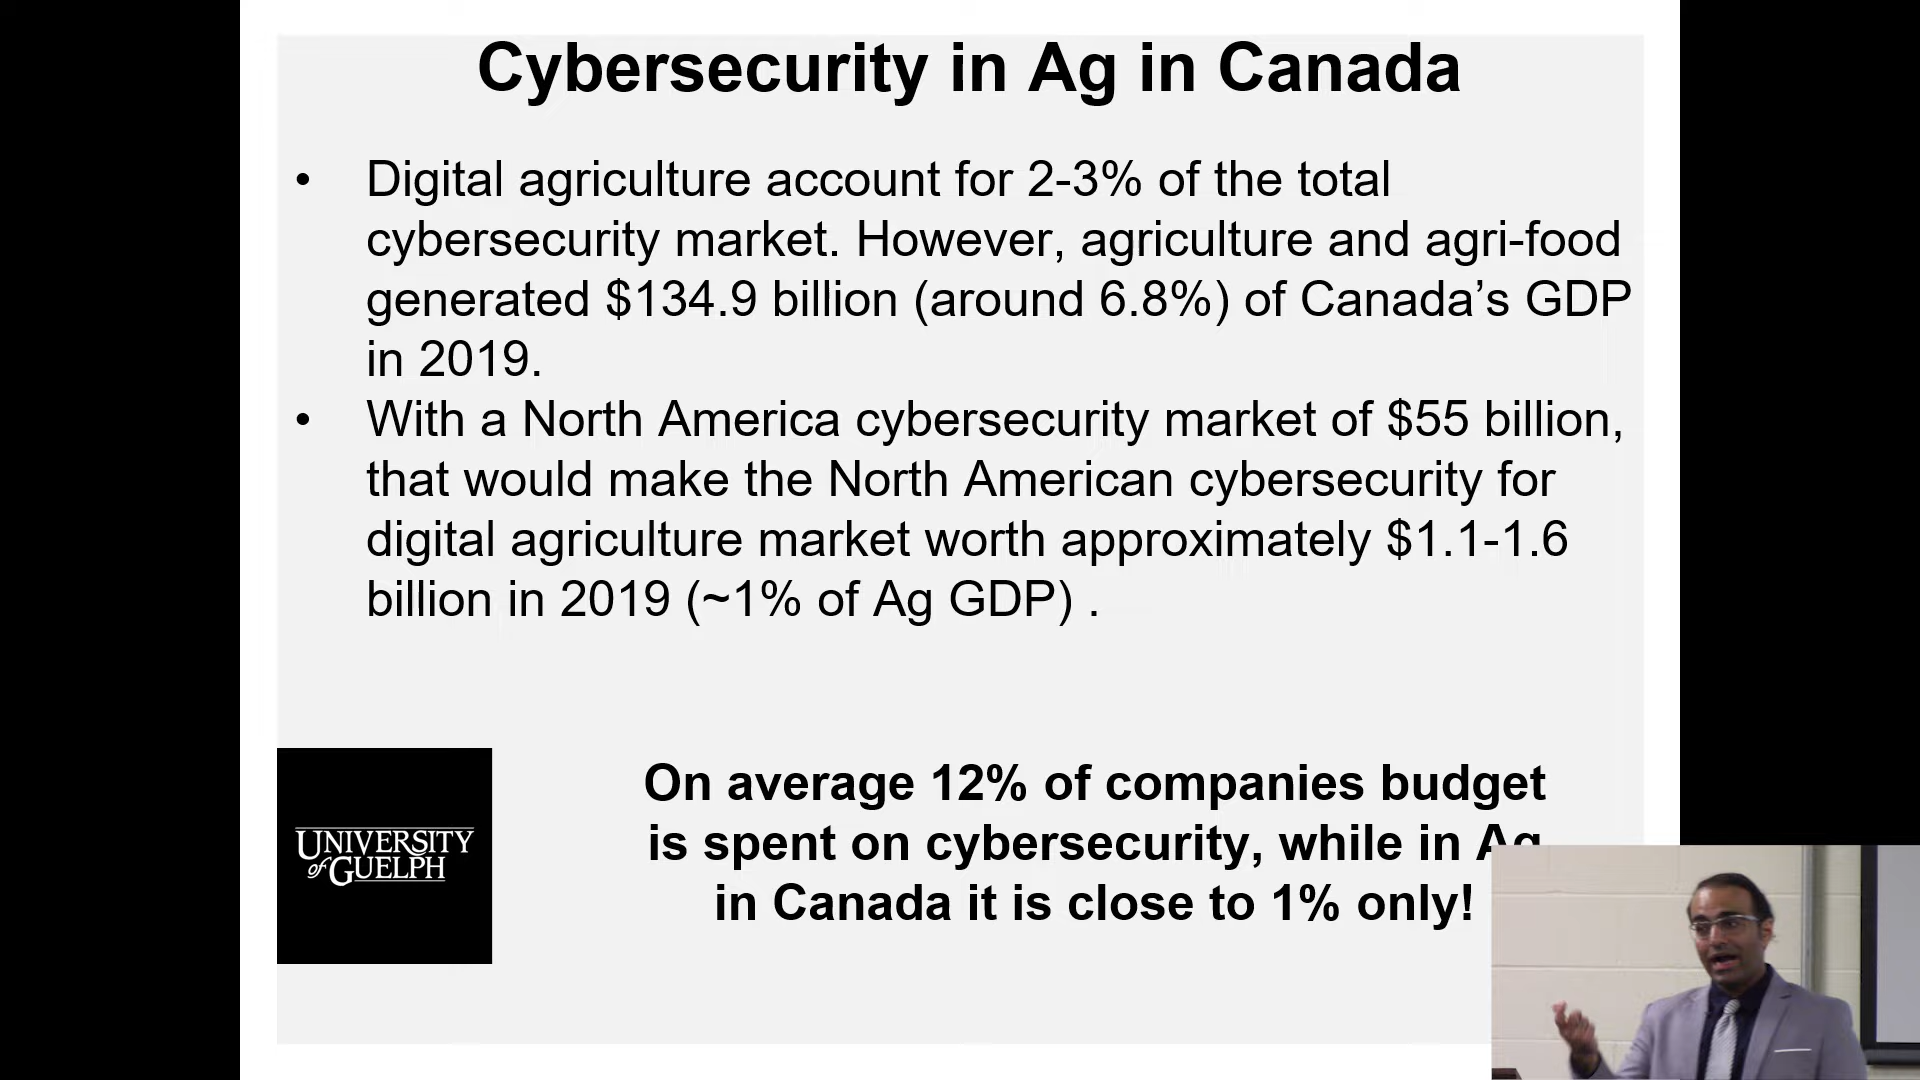 Cybersecurity in Ag in Canada
• Digital agriculture account for 2-3% of the total
cybersecurity market. However, agriculture and agri-food
generated $134.9 billion (around 6.8%) of Canada’s GDP
in 2019.
• With a North America cybersecurity market of $55 billion,
that would make the North American cybersecurity for
digital agriculture market worth approximately $1.1-1.6
billion in 2019 (~1% of Ag GDP) .
On average 12% of companies budget
is spent on cybersecurity, while in Ag
in Canada it is close to 1% only!
UNIVERSITY
of GUELPH